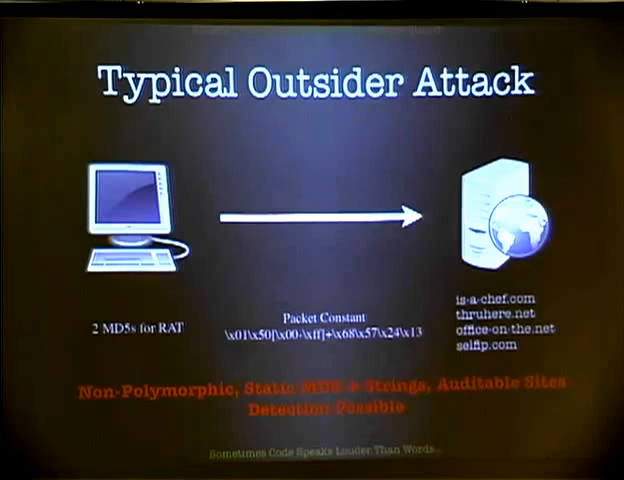 Typical Outsider Attack
2 MD5s for RAT
Packet Constant
\x01\x50[\x00-\xff]+\x68\x57\x24\x13
is-a-chef.com
thruhere.net
office-on-the.net
selfip.com
Non-Polymorphic, Static MD5 + Strings, Auditable Sites
Detection Possible
Sometimes Code Speaks Louder Than Words...